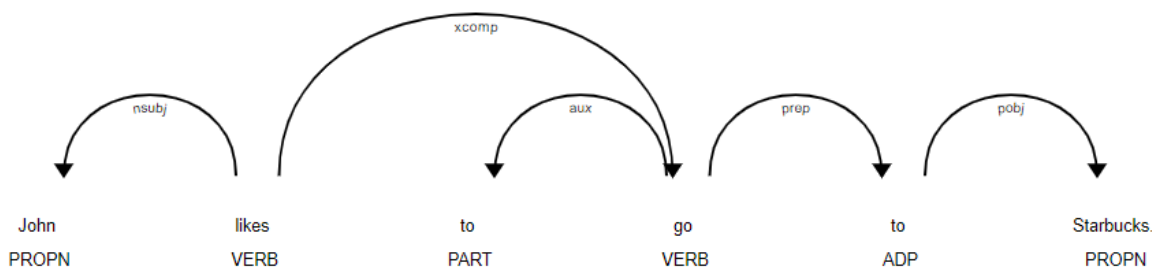 xcomp
nsubj aux prep pobj
John likes to go to Starbucks.
PROPN VERB PART VERB ADP PROPN